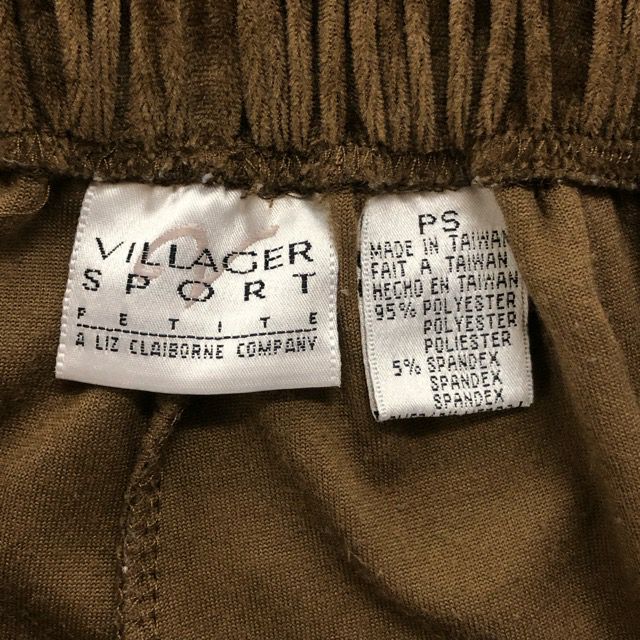 VILLAGER
SPORT
PETITE
A LIZ CLAIBORNE COMPANY
PS
MADE IN TAIWAN
FAIT A TAIWAN
HECHO EN TAIWAN
95% POLYESTER
POLYESTER
POLIESTER
5% SPANDEX
SPANDEX
SPANDEX